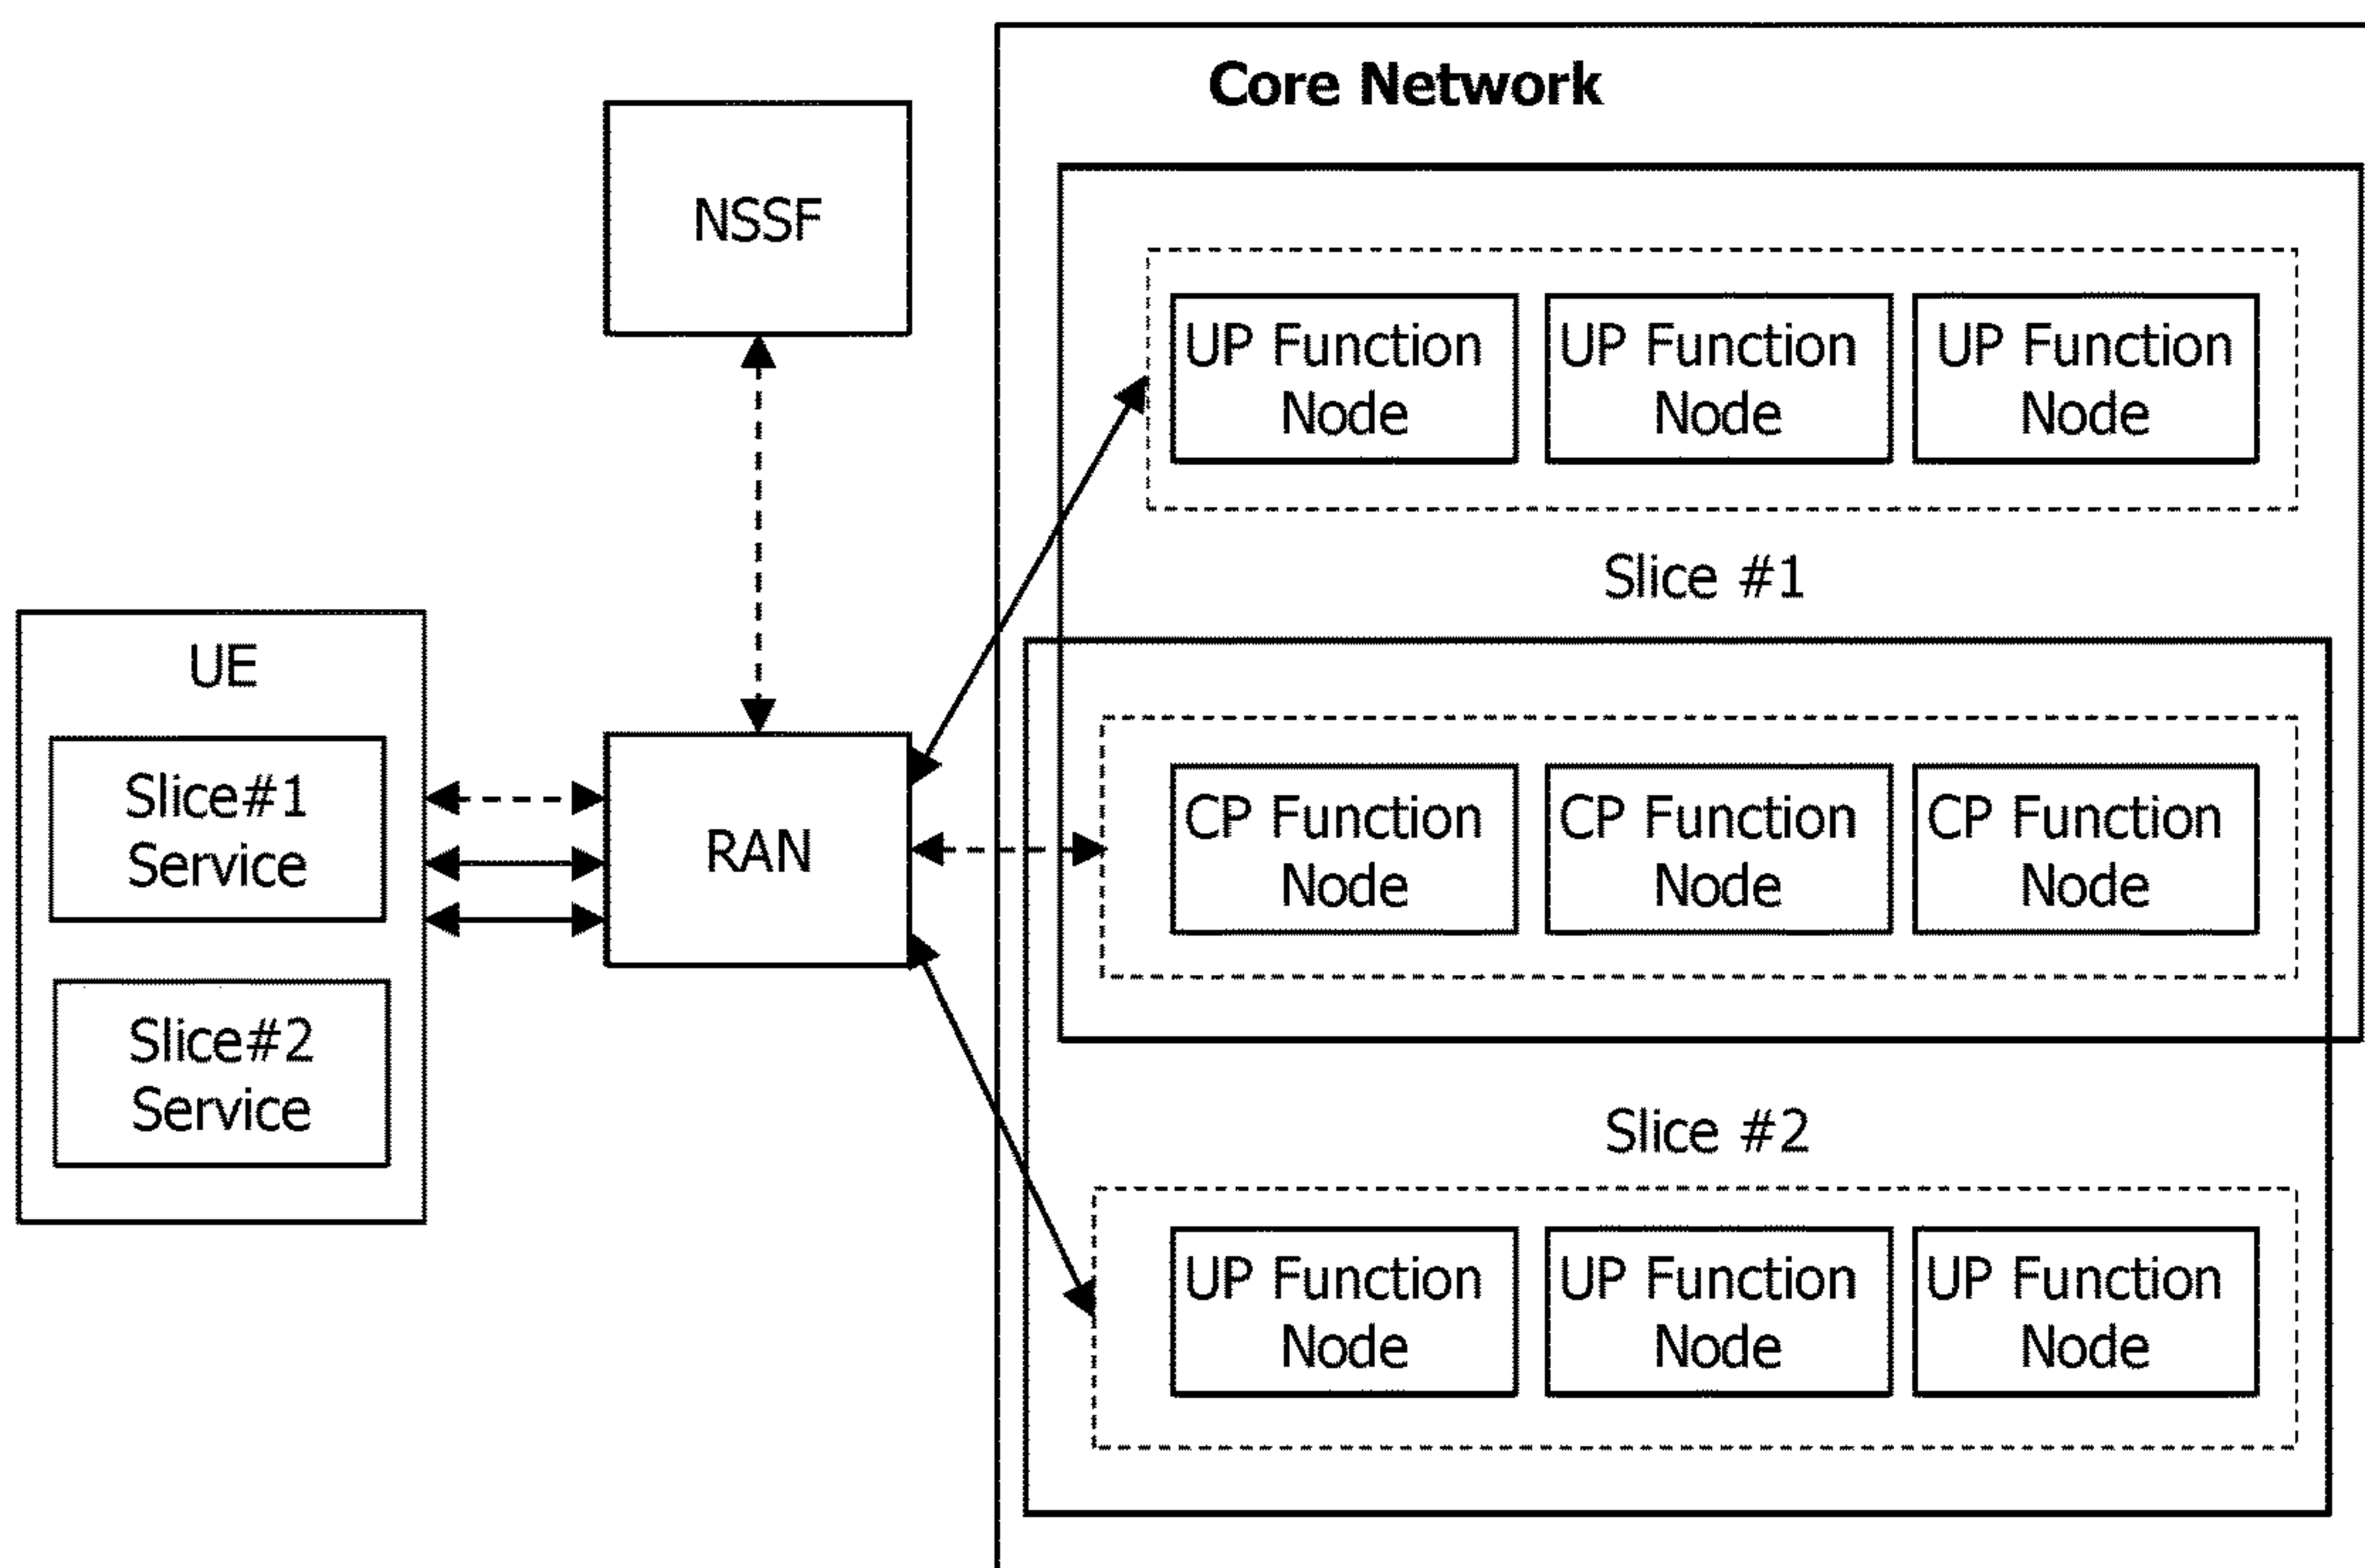 Core Network
NSSF
UP Function
Node
UP Function
Node
UP Function
Node
Slice #1
UE
Slice#1
Service
Slice#2
Service
RAN
CP Function
Node
CP Function
Node
CP Function
Node
Slice #2
UP Function
Node
UP Function
Node
UP Function
Node